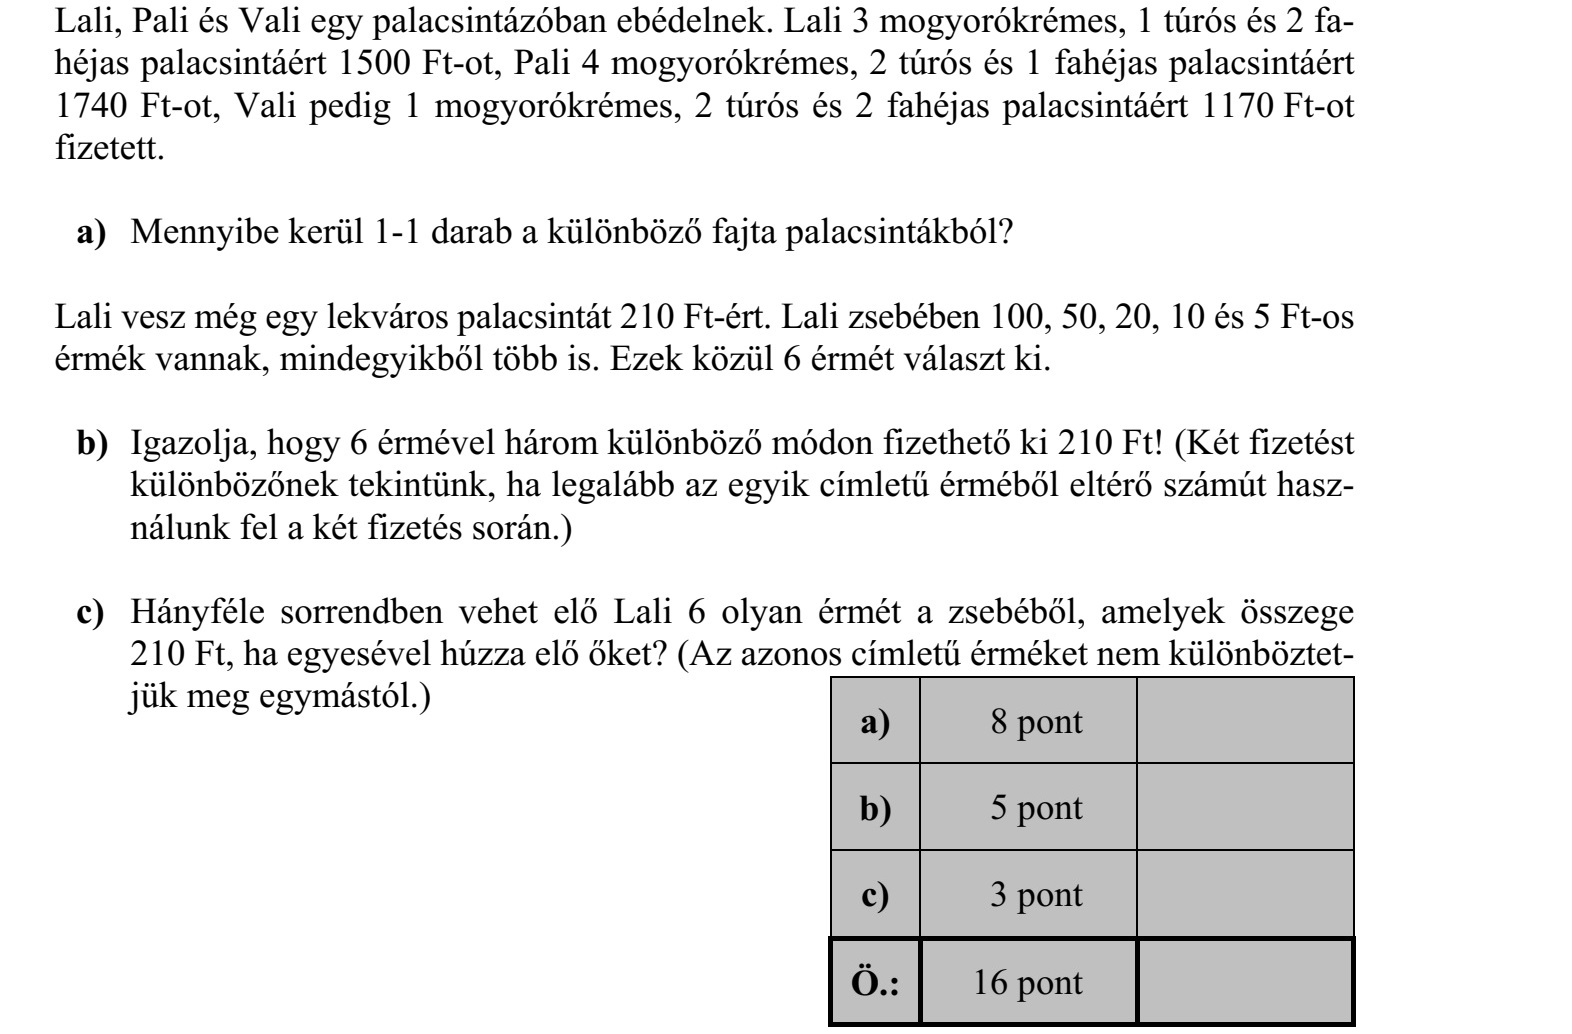 Lali, Pali és Vali egy palacsintázóban ebédelnek. Lali 3 mogyorókrémes, 1 túrós és 2 fa-
héjas palacsintáért 1500 Ft-ot, Pali 4 mogyorókrémes, 2 túrós és 1 fahéjas palacsintáért
1740 Ft-ot, Vali pedig 1 mogyorókrémes, 2 túrós és 2 fahéjas palacsintáért 1170 Ft-ot
fizetett.
a) Mennyibe kerül 1-1 darab a különböző fajta palacsintákból?
Lali vesz még egy lekváros palacsintát 210 Ft-ért. Lali zsebében 100, 50, 20, 10 és 5 Ft-os
érmék vannak, mindegyikből több is. Ezek közül 6 érmét választ ki.
b) Igazolja, hogy 6 érmével három különböző módon fizethető ki 210 Ft! (Két fizetést
különbözőnek tekintünk, ha legalább az egyik címletű érméből eltérő számút hasz-
nálunk fel a két fizetés során.)
c) Hányféle sorrendben vehet elő Lali 6 olyan érmét a zsebéből, amelyek összege
210 Ft, ha egyesével húzza elő őket? (Az azonos címletű érméket nem különböztet-
jük meg egymástól.)
a) 8 pont
b) 5 pont
c) 3 pont
Ö.: 16 pont